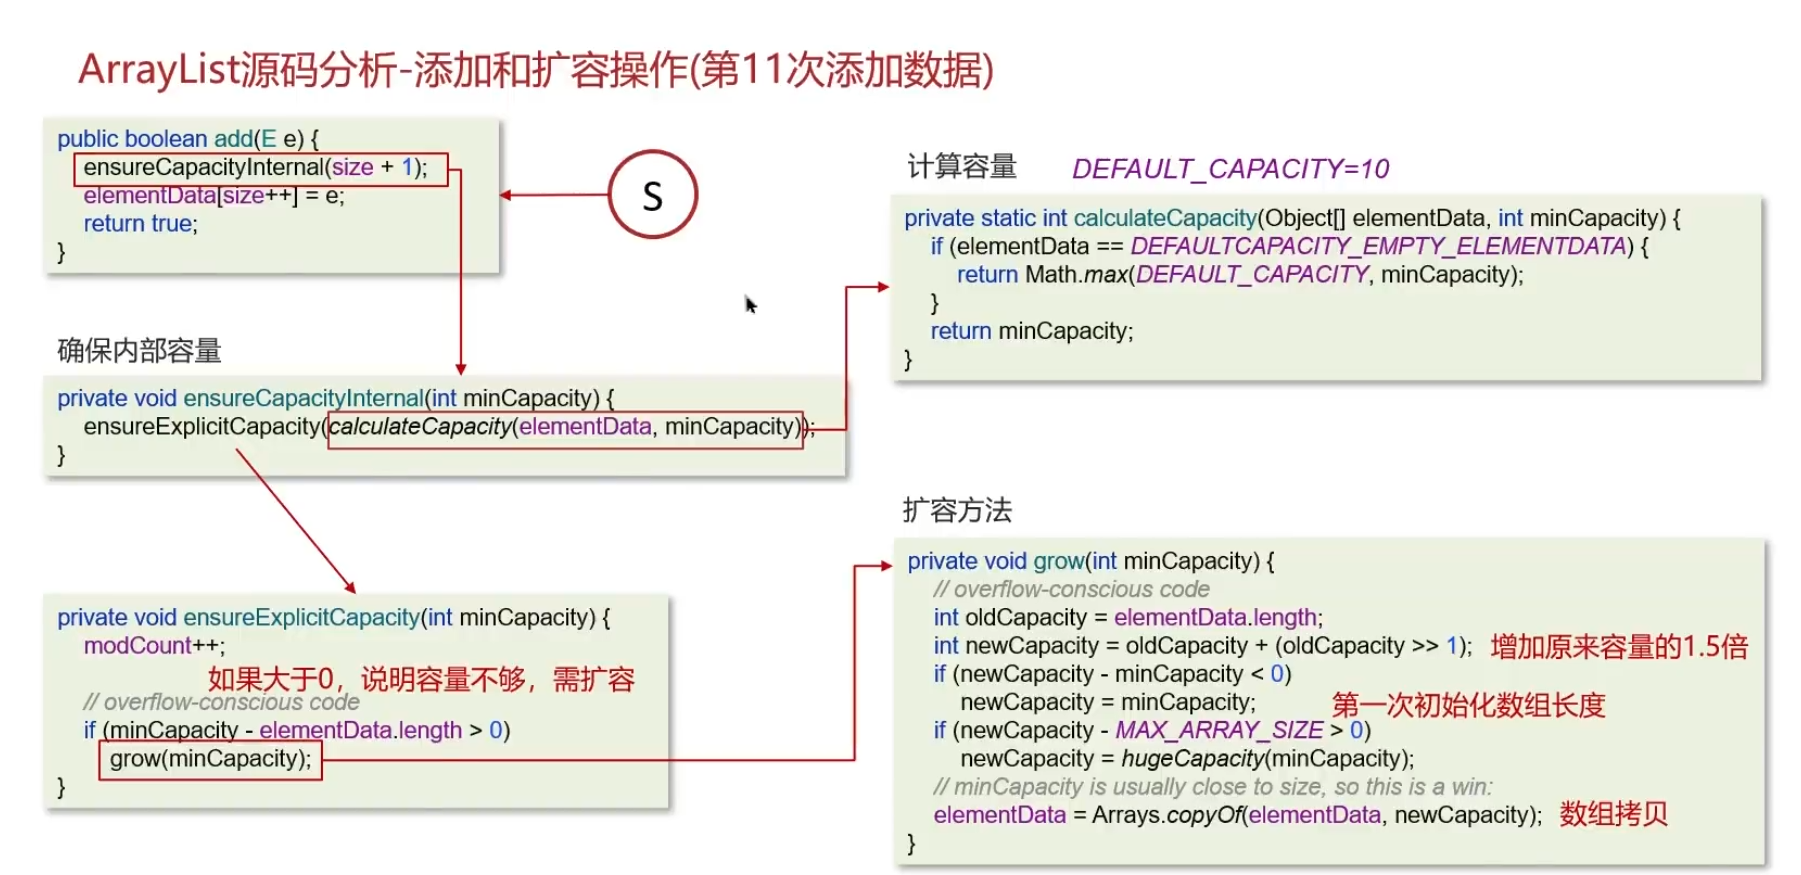 ArrayList源码分析-添加和扩容操作(第11次添加数据)
public boolean add(E e) {
ensureCapacityInternal(size + 1);
elementData[size++] = e;
return true;
}
S
确保内部容量
private void ensureCapacityInternal(int minCapacity) {
ensureExplicitCapacity(calculateCapacity(elementData, minCapacity));
}
private void ensureExplicitCapacity(int minCapacity) {
modCount++;
如果大于0，说明容量不够，需扩容
// overflow-conscious code
if (minCapacity - elementData.length > 0)
grow(minCapacity);
}
计算容量 DEFAULT_CAPACITY=10
private static int calculateCapacity(Object[] elementData, int minCapacity) {
if (elementData == DEFAULTCAPACITY_EMPTY_ELEMENTDATA) {
return Math.max(DEFAULT_CAPACITY, minCapacity);
}
return minCapacity;
}
扩容方法
private void grow(int minCapacity) {
// overflow-conscious code
int oldCapacity = elementData.length;
int newCapacity = oldCapacity + (oldCapacity >> 1); 增加原来容量的1.5倍
if (newCapacity - minCapacity < 0)
newCapacity = minCapacity; 第一次初始化数组长度
if (newCapacity - MAX_ARRAY_SIZE > 0)
newCapacity = hugeCapacity(minCapacity);
// minCapacity is usually close to size, so this is a win:
elementData = Arrays.copyOf(elementData, newCapacity); 数组拷贝
}